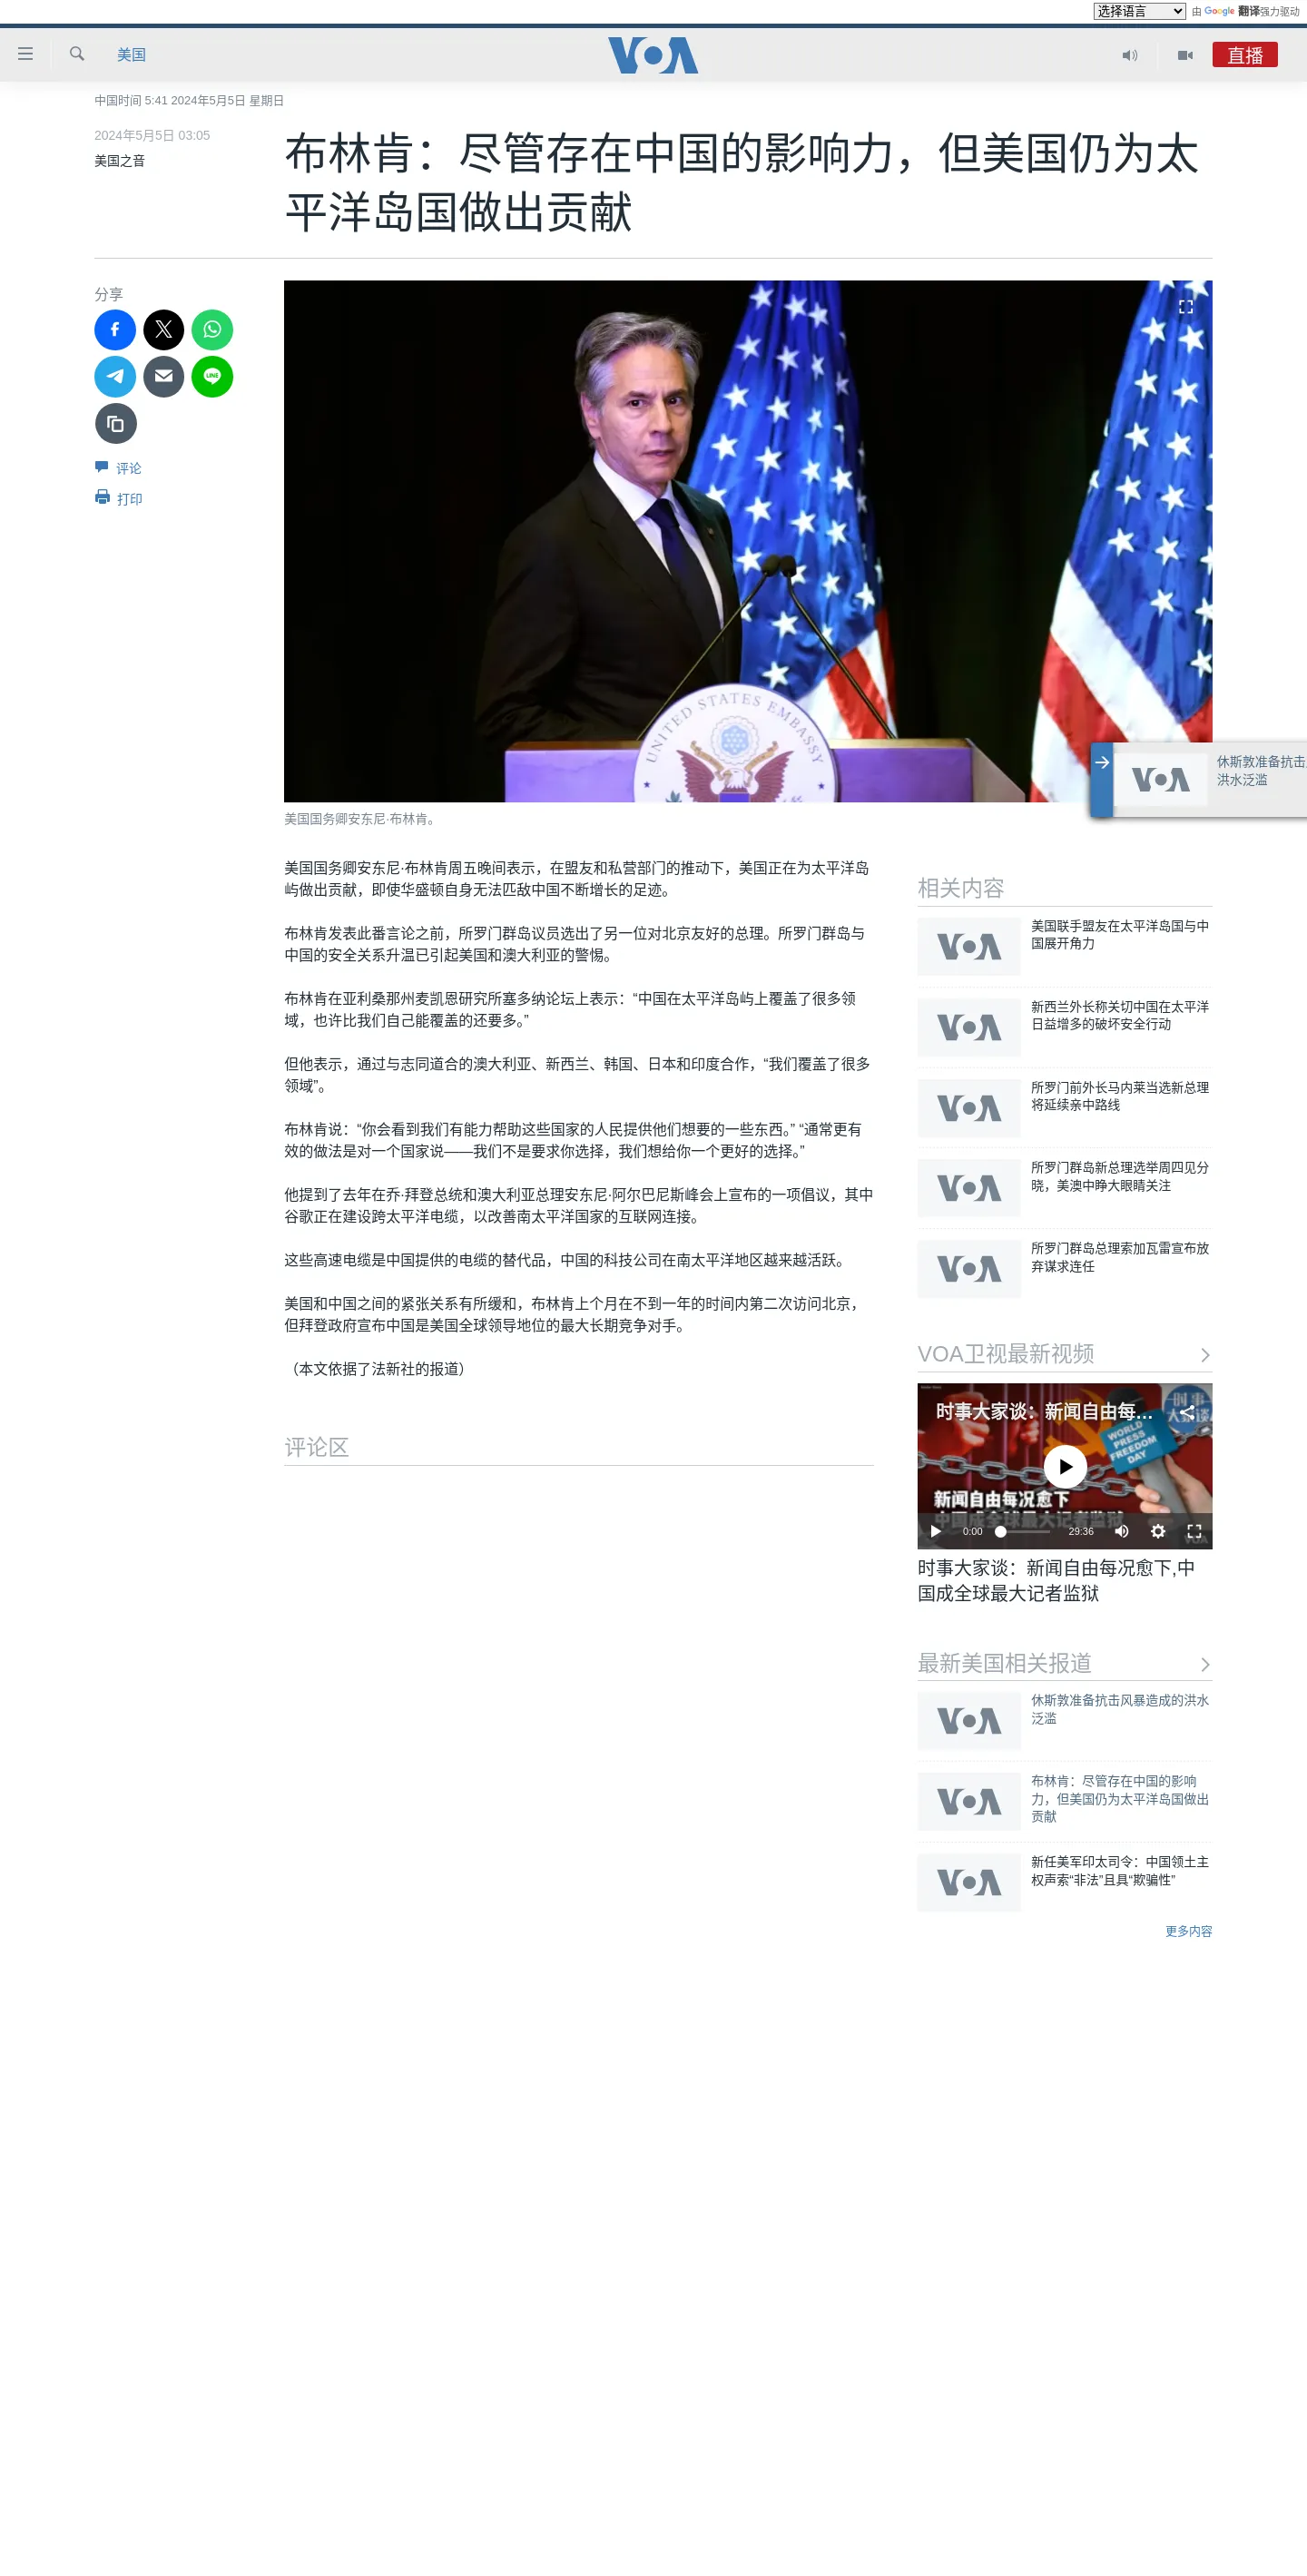 选择语言
由 Google 翻译强力驱动
美国
VOA
直播
中国时间 5:41 2024年5月5日 星期日
2024年5月5日 03:05
美国之音
布林肯：尽管存在中国的影响力，但美国仍为太
平洋岛国做出贡献
分享
LINE
评论
打印
UNITED STATES EMBASSY
休斯敦准备抗击
洪水泛滥
VOA
美国国务卿安东尼·布林肯。
美国国务卿安东尼·布林肯周五晚间表示，在盟友和私营部门的推动下，美国正在为太平洋岛
屿做出贡献，即使华盛顿自身无法匹敌中国不断增长的足迹。
布林肯发表此番言论之前，所罗门群岛议员选出了另一位对北京友好的总理。所罗门群岛与
中国的安全关系升温已引起美国和澳大利亚的警惕。
布林肯在亚利桑那州麦凯恩研究所塞多纳论坛上表示：“中国在太平洋岛屿上覆盖了很多领
域，也许比我们自己能覆盖的还要多。”
但他表示，通过与志同道合的澳大利亚、新西兰、韩国、日本和印度合作，“我们覆盖了很多
领域”。
布林肯说：“你会看到我们有能力帮助这些国家的人民提供他们想要的一些东西。” “通常更有
效的做法是对一个国家说——我们不是要求你选择，我们想给你一个更好的选择。”
他提到了去年在乔·拜登总统和澳大利亚总理安东尼·阿尔巴尼斯峰会上宣布的一项倡议，其中
谷歌正在建设跨太平洋电缆，以改善南太平洋国家的互联网连接。
这些高速电缆是中国提供的电缆的替代品，中国的科技公司在南太平洋地区越来越活跃。
美国和中国之间的紧张关系有所缓和，布林肯上个月在不到一年的时间内第二次访问北京，
但拜登政府宣布中国是美国全球领导地位的最大长期竞争对手。
（本文依据了法新社的报道）
评论区
相关内容
VOA
美国联手盟友在太平洋岛国与中
国展开角力
VOA
新西兰外长称关切中国在太平洋
日益增多的破坏安全行动
VOA
所罗门前外长马内莱当选新总理
将延续亲中路线
VOA
所罗门群岛新总理选举周四见分
晓，美澳中睁大眼睛关注
VOA
所罗门群岛总理索加瓦雷宣布放
弃谋求连任
VOA卫视最新视频
时事大家谈：新闻自由每...
时事
大家谈
WORLD
PRESS
FREEDOM
DAY
新闻自由每况愈下
中国成全球最大记者监狱
0:00
29:36
VOA
时事大家谈：新闻自由每况愈下,中
国成全球最大记者监狱
最新美国相关报道
VOA
休斯敦准备抗击风暴造成的洪水
泛滥
VOA
布林肯：尽管存在中国的影响
力，但美国仍为太平洋岛国做出
贡献
VOA
新任美军印太司令：中国领土主
权声索“非法”且具“欺骗性”
更多内容